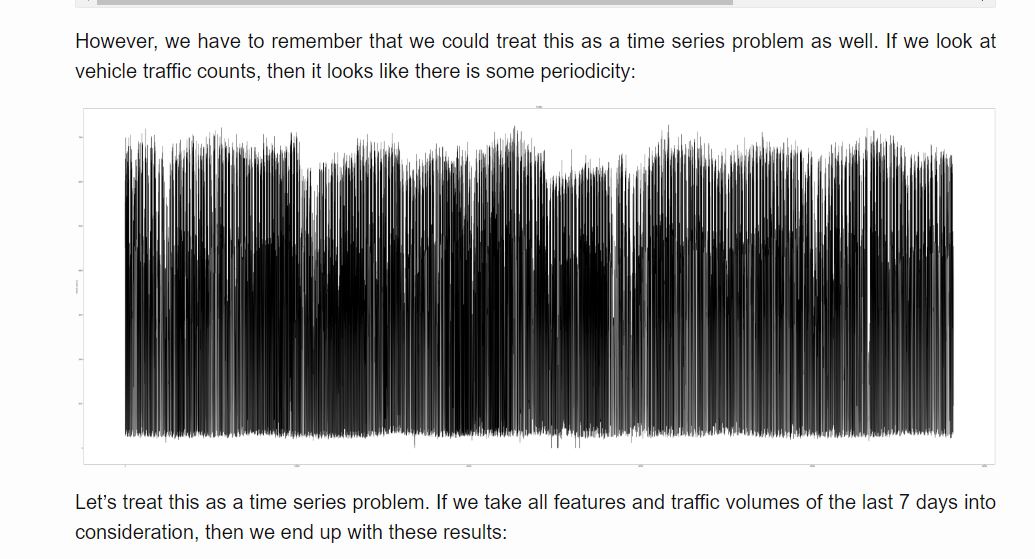 However, we have to remember that we could treat this as a time series problem as well. If we look at
vehicle traffic counts, then it looks like there is some periodicity:
Let’s treat this as a time series problem. If we take all features and traffic volumes of the last 7 days into
consideration, then we end up with these results: